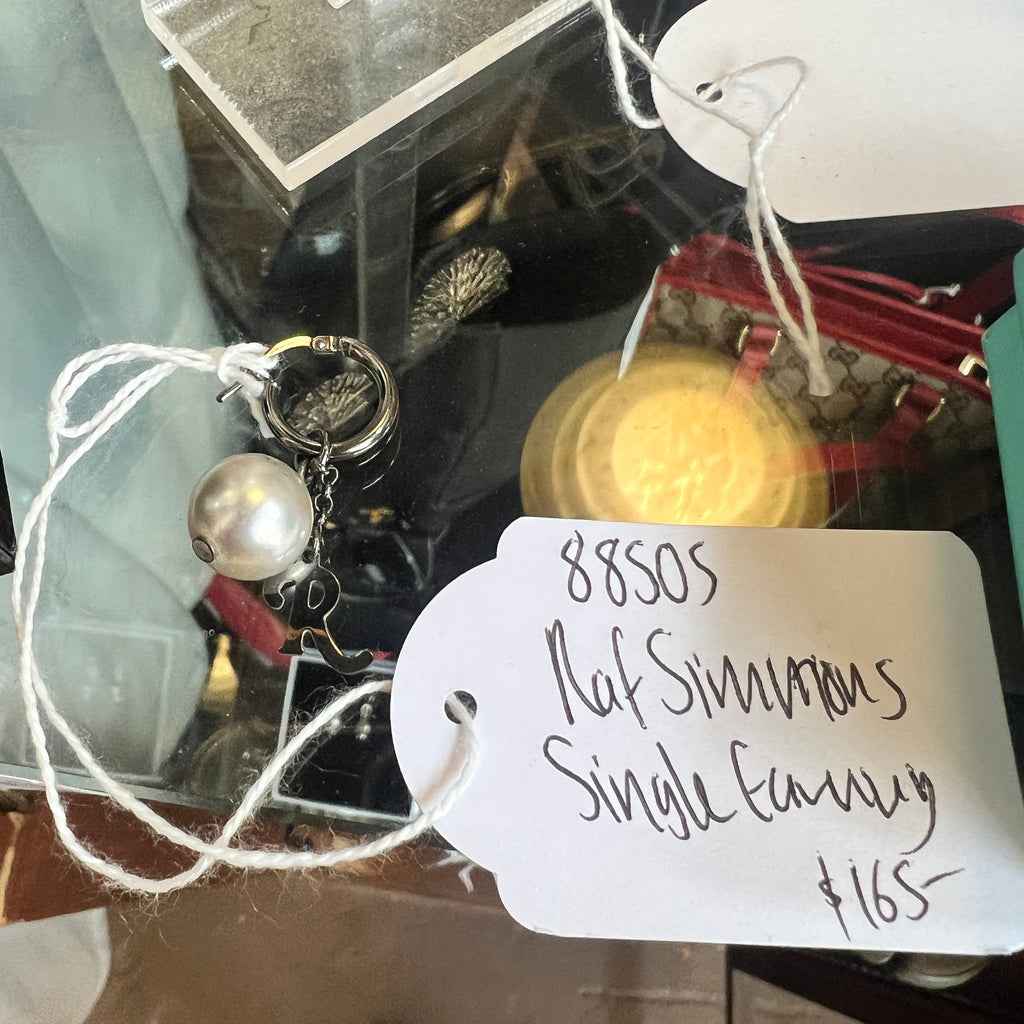 R
88505
Raf Simmons
Single Earring
$165-